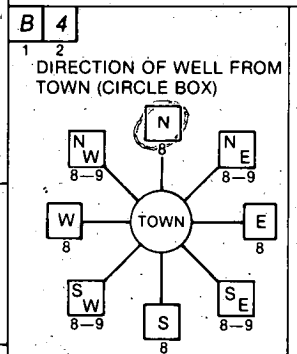 B 4
1 2
DIRECTION OF WELL FROM
TOWN (CIRCLE BOX)
N
8
N W
8-9
N E
8-9
W
8
TOWN
E
8
S W
8-9
S
8
S E
8-9